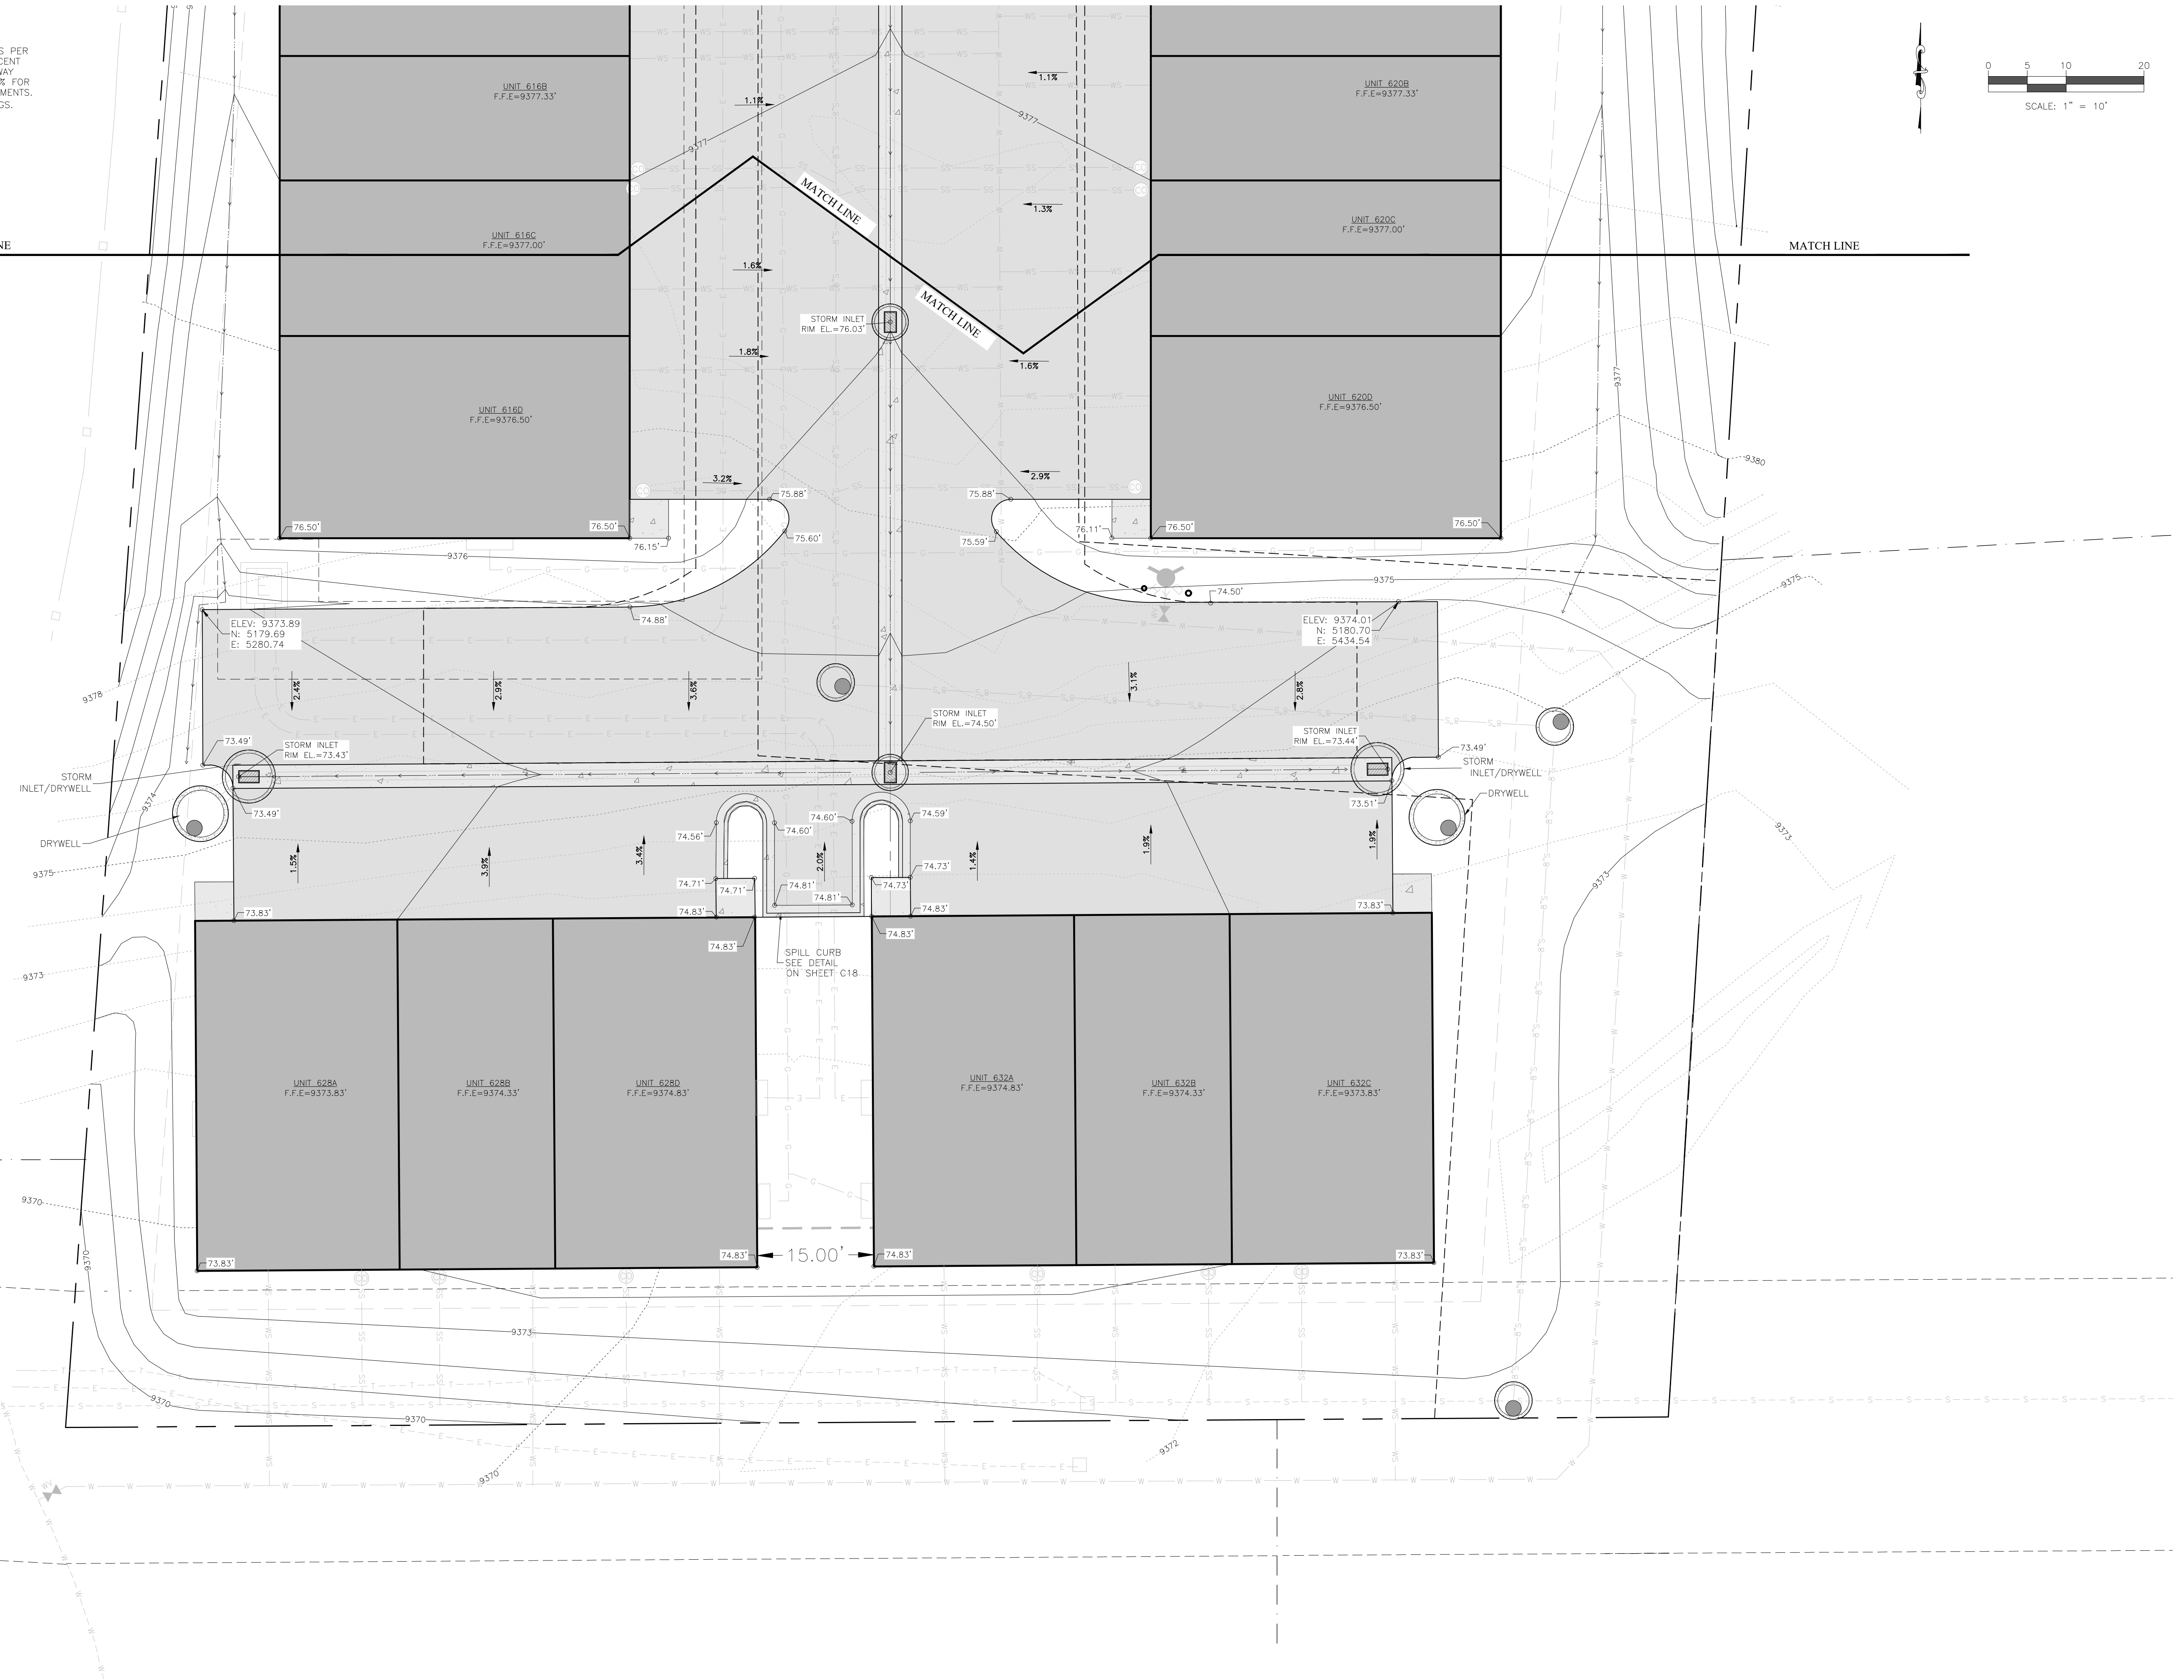 S PER
CENT
WAY
% FOR
MENTS.
GS.
UNIT 616B
F.F.E=9377.33'
1.1%
1.1%
UNIT 620B
F.F.E=9377.33'
0 5 10 20
SCALE: 1" = 10'
9377
9377
MATCH LINE
1.3%
UNIT 616C
F.F.E=9377.00'
UNIT 620C
F.F.E=9377.00'
NE
MATCH LINE
1.6%
MATCH LINE
STORM INLET
RIM EL.=76.03'
1.8%
1.6%
9377
UNIT 616D
F.F.E=9376.50'
UNIT 620D
F.F.E=9376.50'
9380
3.2%
2.9%
75.88'
75.88'
76.50'
76.50'
76.15'
75.60'
75.59'
76.11'
76.50'
76.50'
9376
9375
9375
74.88'
74.50'
ELEV: 9373.89
N: 5179.69
E: 5280.74
ELEV: 9374.01
N: 5180.70
E: 5434.54
9378
2.4%
2.9%
3.6%
3.1%
2.8%
STORM INLET
RIM EL.=74.50'
STORM INLET
RIM EL.=73.44'
73.49'
STORM INLET
RIM EL.=73.43'
73.49'
STORM
INLET/DRYWELL
STORM
INLET/DRYWELL
9374
73.49'
73.51'
DRYWELL
DRYWELL
74.56'
74.60'
74.60'
74.59'
9373
9375
1.5%
3.9%
3.4%
2.0%
1.4%
1.9%
1.9%
74.71'
74.71'
74.73'
74.73'
74.81'
74.81'
9373
73.83'
74.83'
74.83'
74.83'
74.83'
73.83'
SPILL CURB
SEE DETAIL
ON SHEET C18
9373
UNIT 628A
F.F.E=9373.83'
UNIT 628B
F.F.E=9374.33'
UNIT 628D
F.F.E=9374.83'
UNIT 632A
F.F.E=9374.83'
UNIT 632B
F.F.E=9374.33'
UNIT 632C
F.F.E=9373.83'
9370
9370
73.83'
74.83'
15.00'
74.83'
73.83'
9373
9370
9370
9370
9372